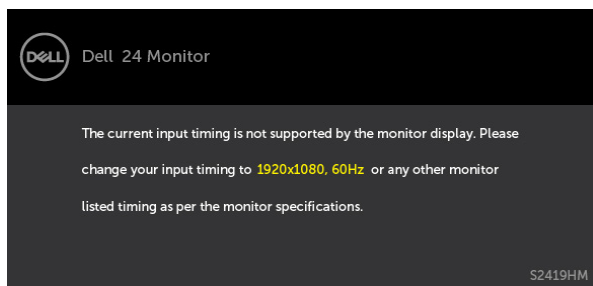 DELL
Dell 24 Monitor
The current input timing is not supported by the monitor display. Please
change your input timing to 1920x1080, 60Hz or any other monitor
listed timing as per the monitor specifications.
S2419HM